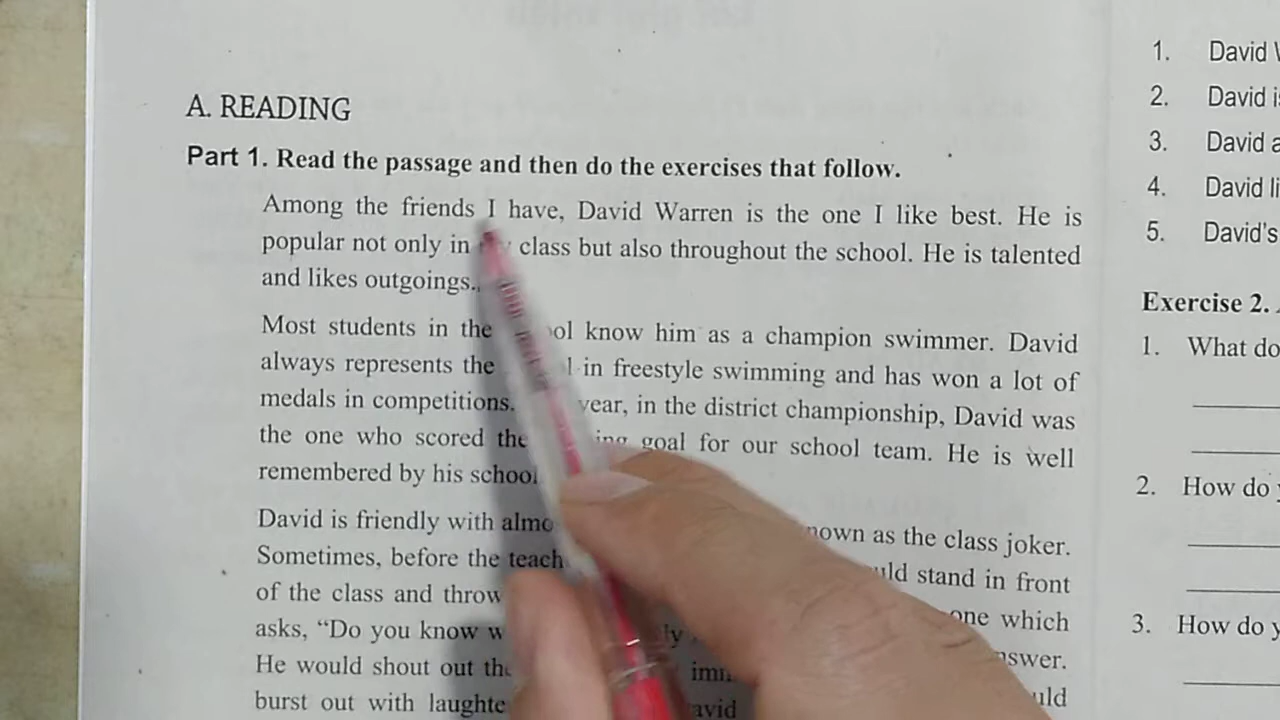 A. READING
Part 1. Read the passage and then do the exercises that follow.
Among the friends I have, David Warren is the one I like best. He is
popular not only in class but also throughout the school. He is talented
and likes outgoings.
Most students in the ool know him as a champion swimmer. David
always represents the l in freestyle swimming and has won a lot of
medals in competitions. year, in the district championship, David was
the one who scored the ing goal for our school team. He is well
remembered by his school
David is friendly with almo nown as the class joker.
Sometimes, before the teach uld stand in front
of the class and throw one which
asks, “Do you know w ly nswer.
He would shout out the imm uld
burst out with laughte avid
1. David W
2. David is
3. David a
4. David li
5. David's
Exercise 2.
1. What do
2. How do
3. How do y